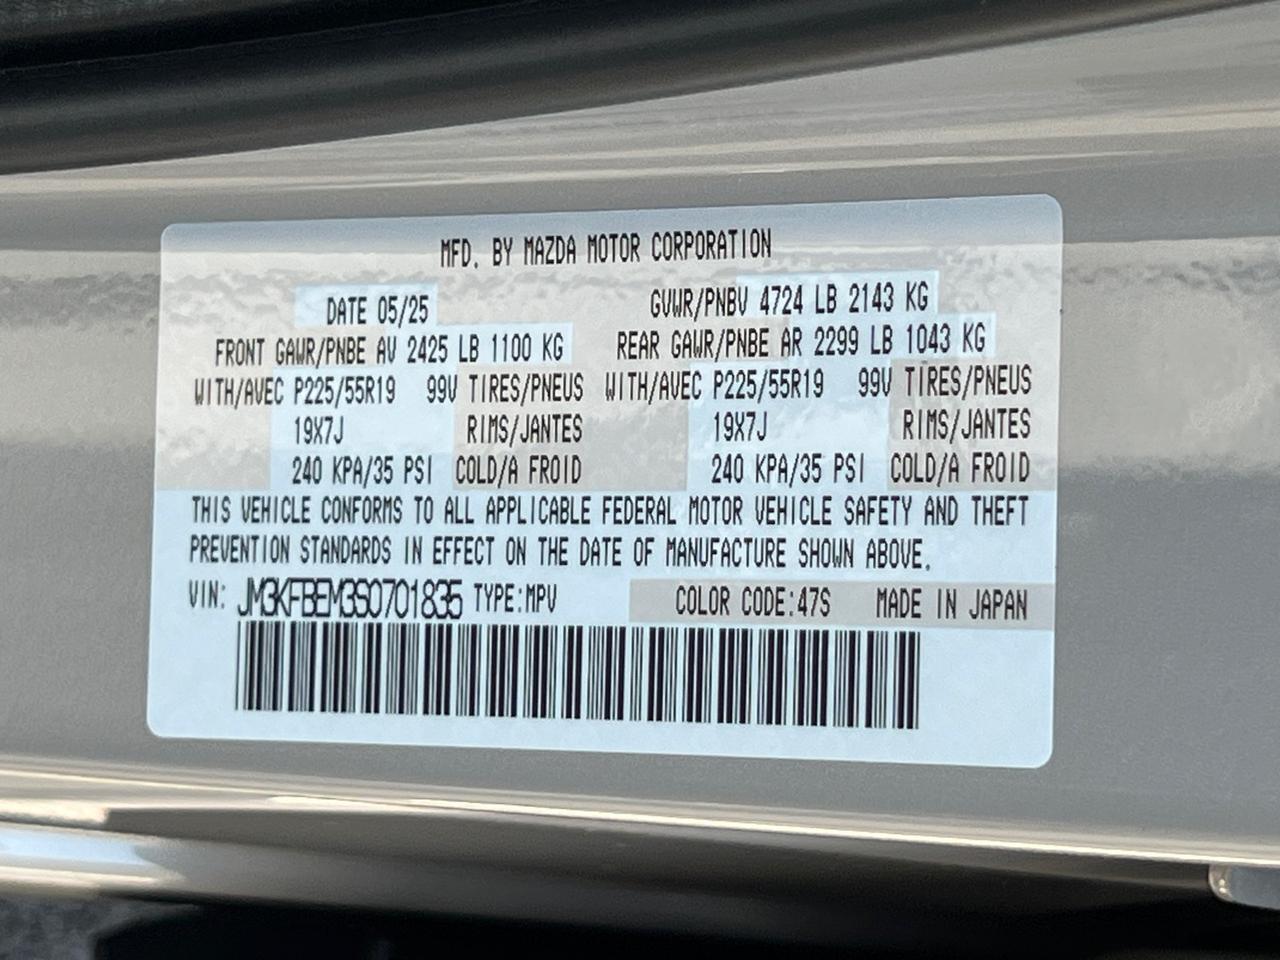 MFD. BY MAZDA MOTOR CORPORATION
DATE 05/25 GVWR/PNBV 4724 LB 2143 KG
FRONT GAWR/PNBE AV 2425 LB 1100 KG REAR GAWR/PNBE AR 2299 LB 1043 KG
WITH/AVEC P225/55R19 99V TIRES/PNEUS WITH/AVEC P225/55R19 99V TIRES/PNEUS
19X7J RIMS/JANTES 19X7J RIMS/JANTES
240 KPA/35 PSI COLD/A FROID 240 KPA/35 PSI COLD/A FROID
THIS VEHICLE CONFORMS TO ALL APPLICABLE FEDERAL MOTOR VEHICLE SAFETY AND THEFT
PREVENTION STANDARDS IN EFFECT ON THE DATE OF MANUFACTURE SHOWN ABOVE.
VIN: JM3KFBEM3S0701835 TYPE:MPV COLOR CODE:47S MADE IN JAPAN